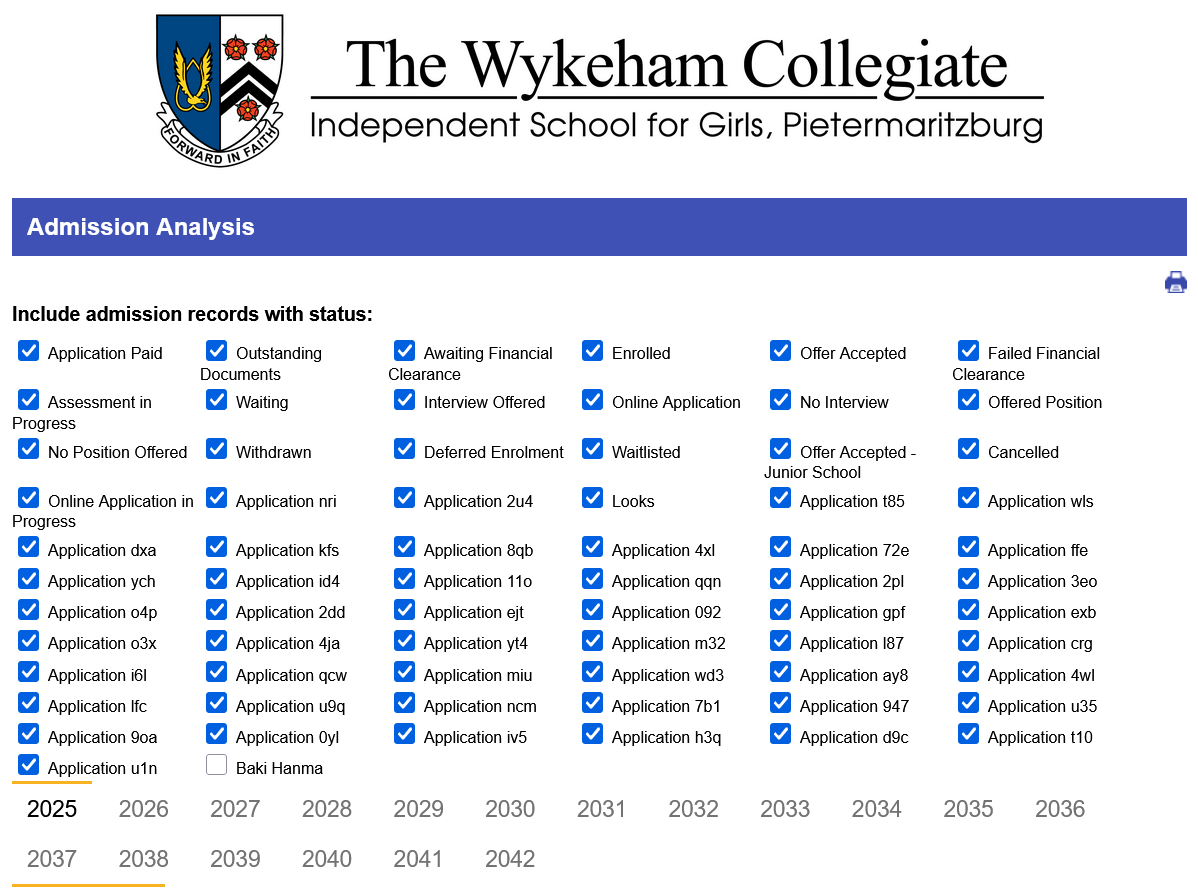 The Wykeham Collegiate
Independent School for Girls, Pietermaritzburg
FORWARD IN FAITH
Admission Analysis
Include admission records with status:
Application Paid
Outstanding
Documents
Awaiting Financial
Clearance
Enrolled
Offer Accepted
Failed Financial
Clearance
Assessment in
Progress
Waiting
Interview Offered
Online Application
No Interview
Offered Position
No Position Offered
Withdrawn
Deferred Enrolment
Waitlisted
Offer Accepted -
Junior School
Cancelled
Online Application in
Progress
Application nri
Application 2u4
Looks
Application t85
Application wls
Application dxa
Application kfs
Application 8qb
Application 4xl
Application 72e
Application ffe
Application ych
Application id4
Application 11o
Application qqn
Application 2pl
Application 3eo
Application o4p
Application 2dd
Application ejt
Application 092
Application gpf
Application exb
Application o3x
Application 4ja
Application yt4
Application m32
Application l87
Application crg
Application i6l
Application qcw
Application miu
Application wd3
Application ay8
Application 4wl
Application lfc
Application u9q
Application ncm
Application 7b1
Application 947
Application u35
Application 9oa
Application 0yl
Application iv5
Application h3q
Application d9c
Application t10
Application u1n
Baki Hanma
2025 2026 2027 2028 2029 2030 2031 2032 2033 2034 2035 2036
2037 2038 2039 2040 2041 2042